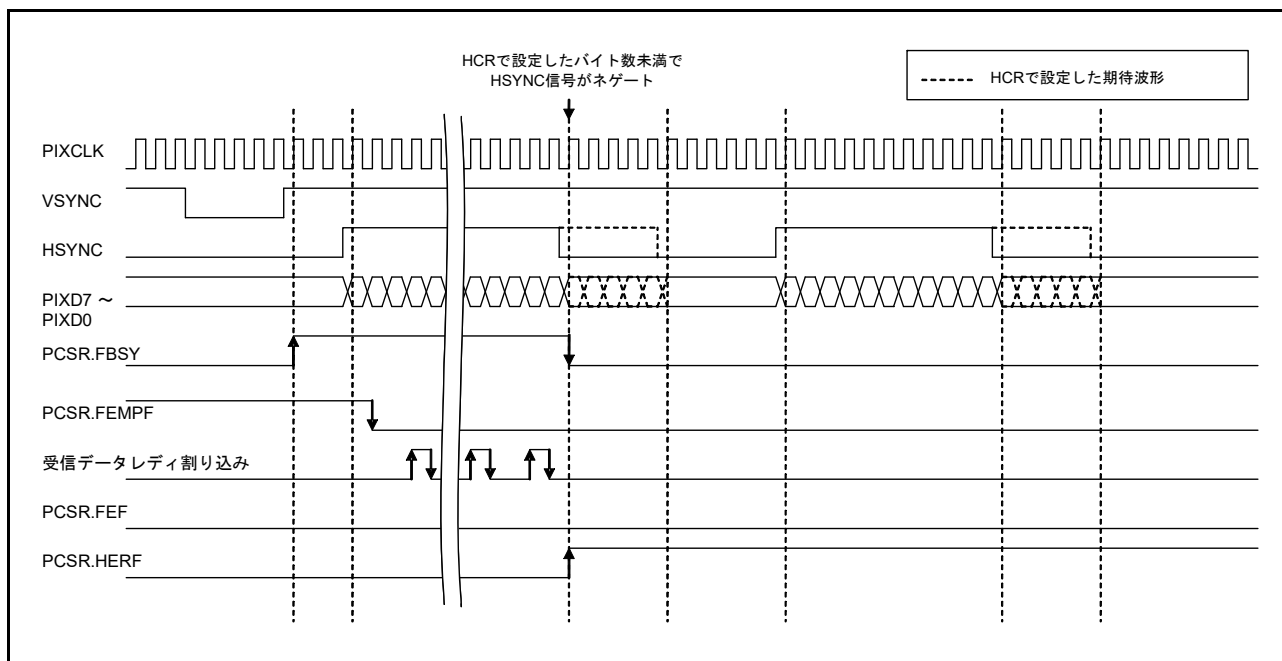 HCRで設定したバイト数未満で
HSYNC信号がネゲート
HCRで設定した期待波形
PIXCLK
VSYNC
HSYNC
PIXD7 ～
PIXD0
PCSR.FBSY
PCSR.FEMPF
受信データレディ割り込み
PCSR.FEF
PCSR.HERF